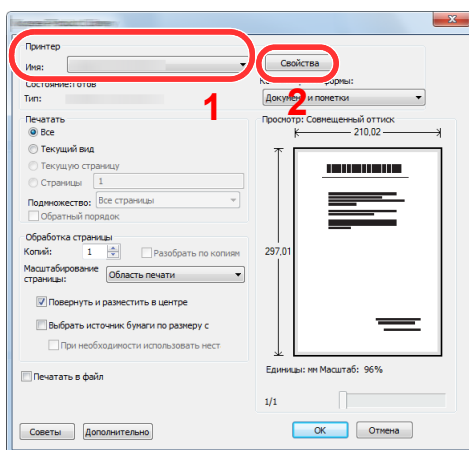 Принтер
Имя:
Свойства
Состояние: готов
Тип:
1
2
Документ и пометки
Печатать
Все
Текущий вид
Текущую страницу
Страницы 1
Подмножество: Все страницы
Обратный порядок
Просмотр: Совмещенный оттиск
210,02
297,01
Обработка страницы
Копий: 1 Разобрать по копиям
Масштабирование страницы: Область печати
Повернуть и разместить в центре
Выбрать источник бумаги по размеру с
При необходимости использовать нест
Печатать в файл
Единицы: мм Масштаб: 96%
1/1
Советы Дополнительно
OK Отмена